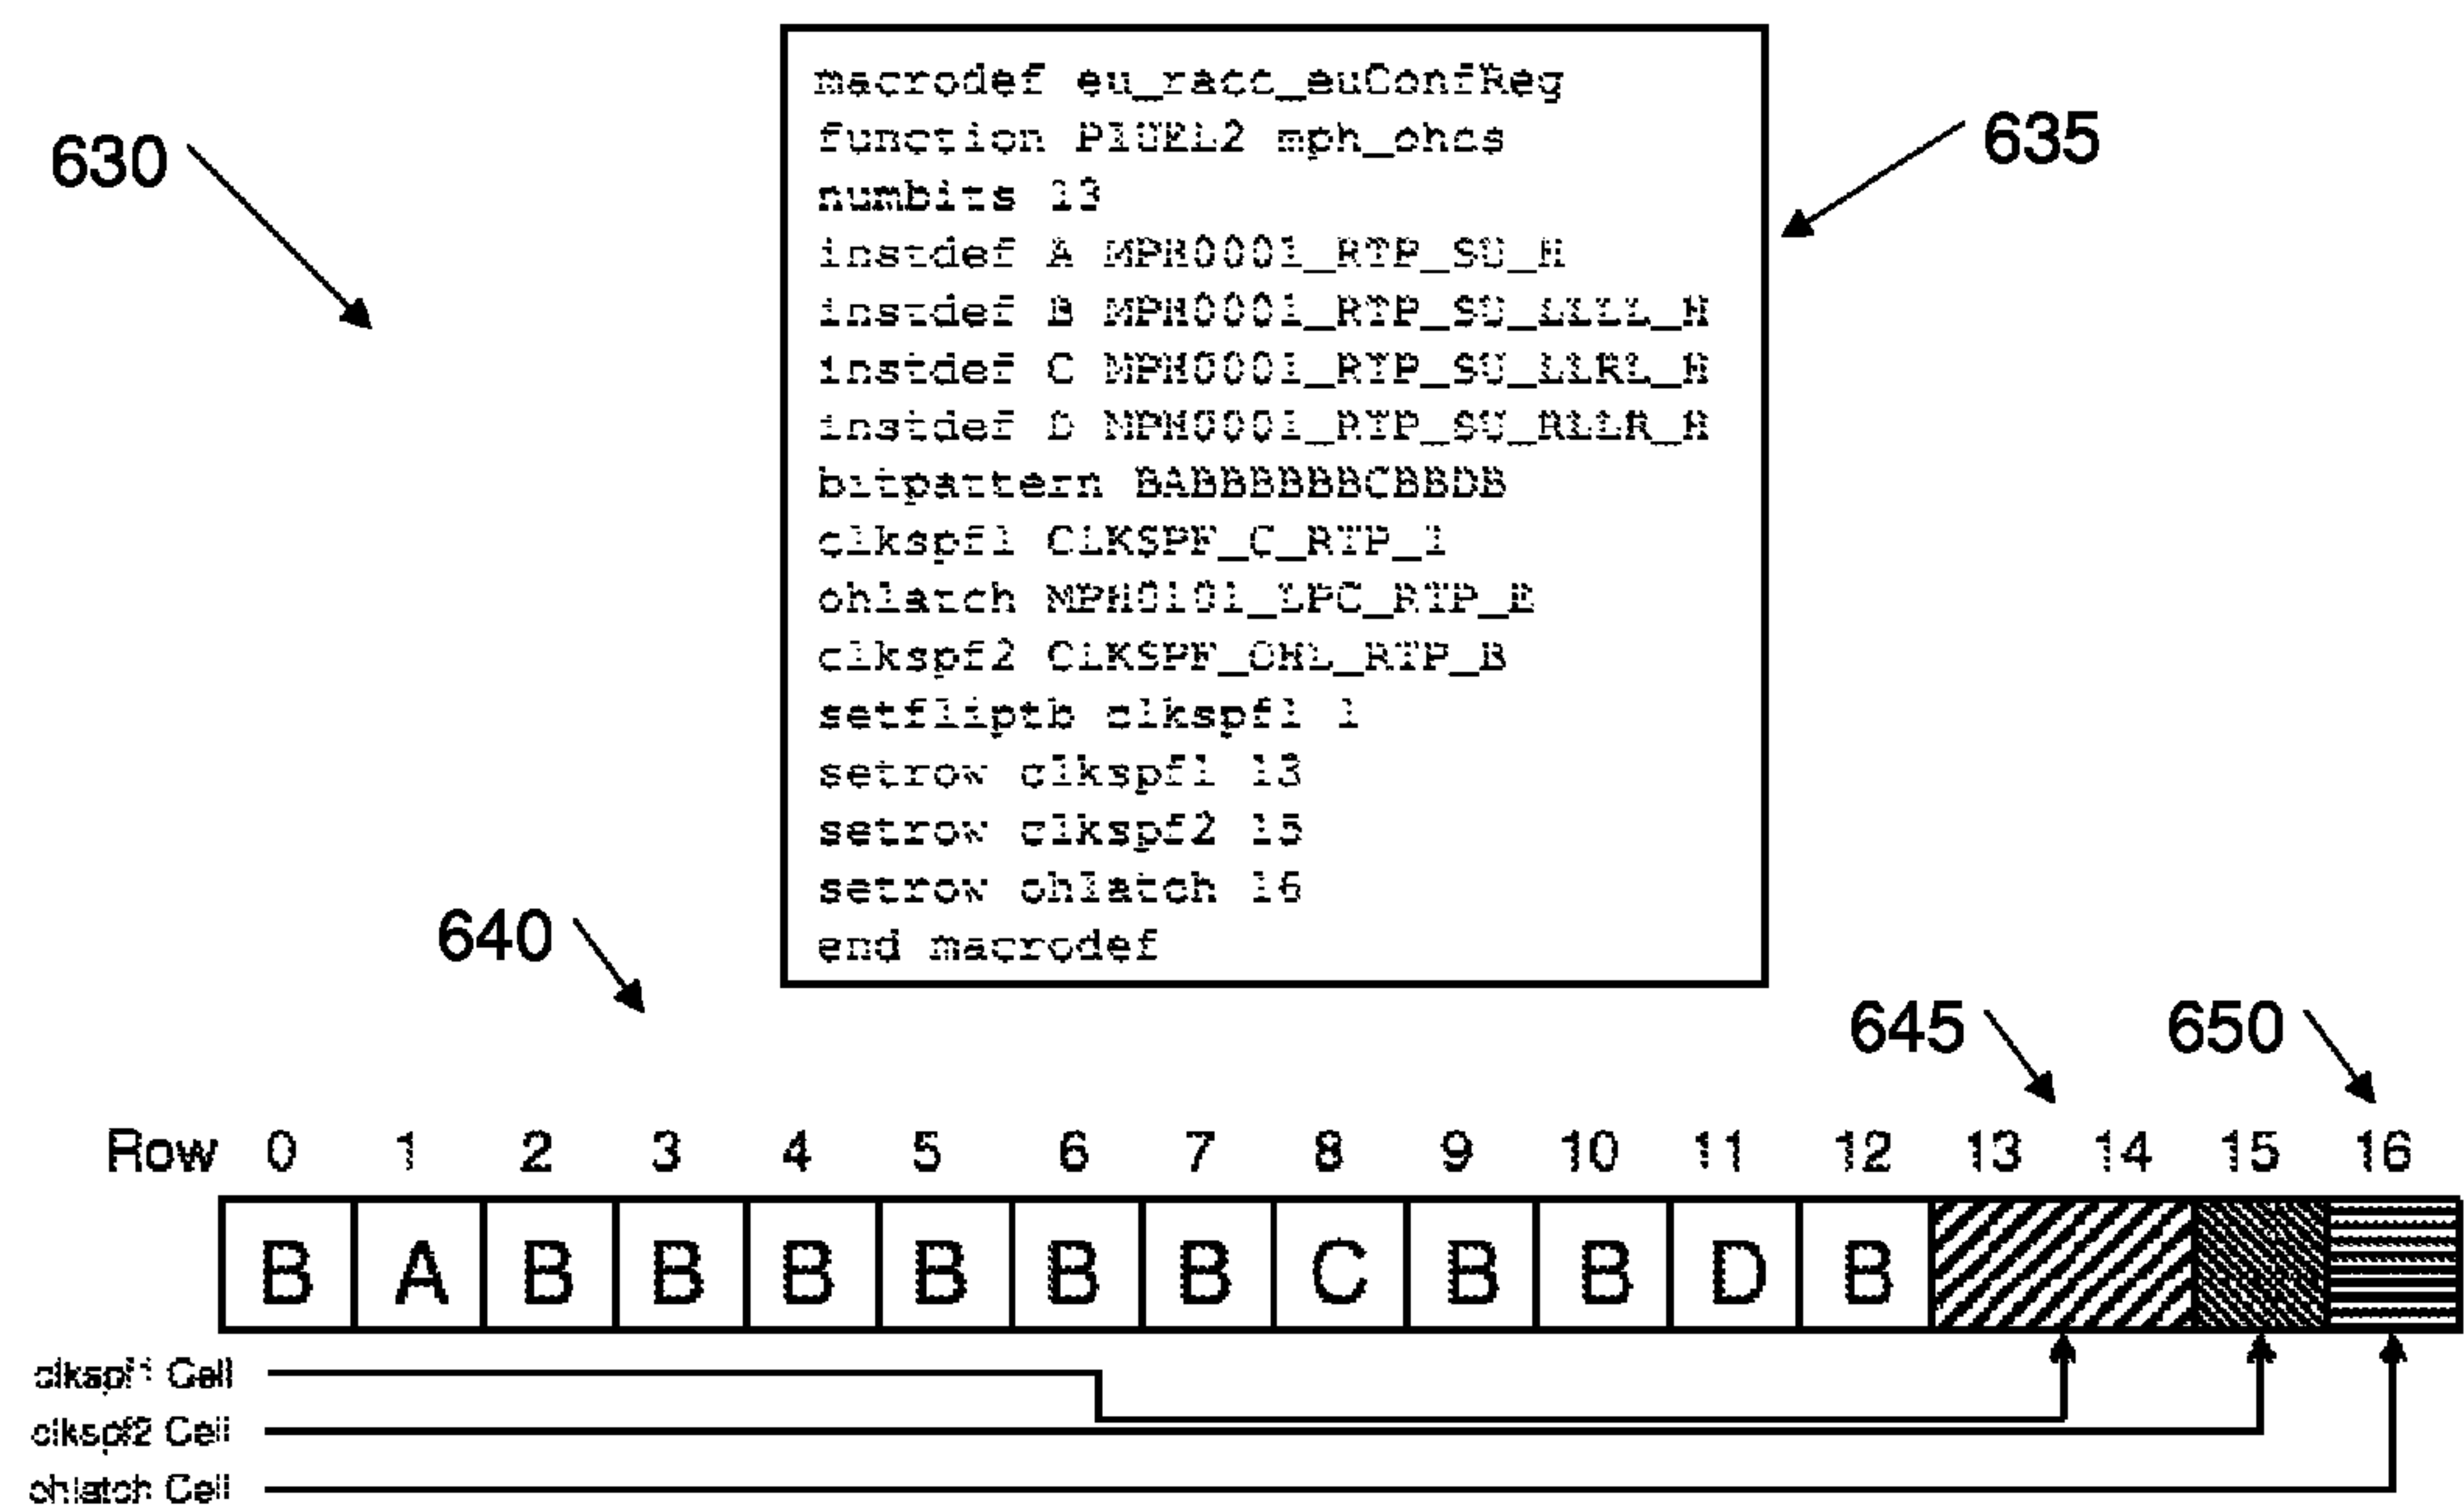 macrodef eu_racc_euConfReg
630
function mph_ohcs
635
numbits 13
instdef A MPH0001_RTP_SU_H
instdef B MPH0001_RTP_SU_LLLL_H
instdef C MPH0001_RTP_SU_LLRL_H
instdef D MPH0001_RTP_SU_RLLR_H
bitpattern BABBBBBBCBBDB
clkspf1 CLKSPF_C_RTP_1
ohlatch
clkspf2 CLKSPF_OHL_RTP_B
setfliptb clkspf1 1
setrow clkspf1 13
setrow clkspf2 15
640
setrow ohlatch 16
end macrodef
645
650
Row 0 1 2 3 4 5 6 7 8 9 10 11 12 13 14 15 16
B A B B B B B B C B B D B
clkspf1 Cell
clkspf2 Cell
ohlatch Cell